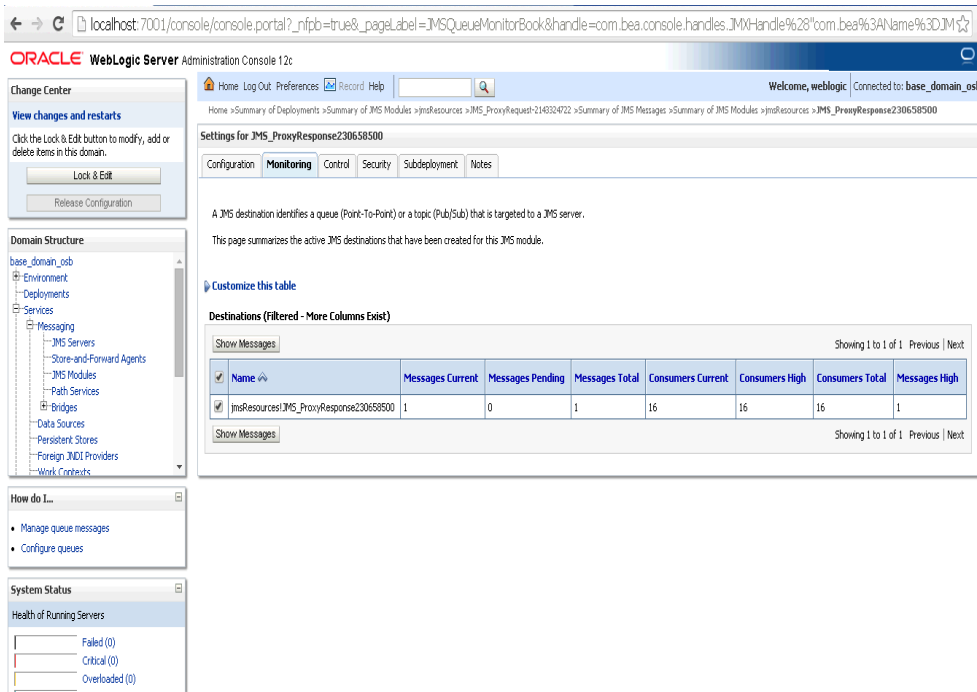 localhost:7001/console/console.portal?_nfpb=true&_pageLabel=JMSQueueMonitorBook&handle=com.bea.console.handles.JMXHandle%28"com.bea%3AName%3DJM
ORACLE WebLogic Server Administration Console 12c
Change Center
View changes and restarts
Click the Lock & Edit button to modify, add or
delete items in this domain.
Lock & Edit
Release Configuration
Domain Structure
base_domain_osb
Environment
Deployments
Services
Messaging
JMS Servers
Store-and-Forward Agents
JMS Modules
Path Services
Bridges
Data Sources
Persistent Stores
Foreign JNDI Providers
Work Contexts
How do I...
Manage queue messages
Configure queues
System Status
Health of Running Servers
Failed (0)
Critical (0)
Overloaded (0)
Home Log Out Preferences Record Help
Welcome, weblogic Connected to: base_domain_osb
Home >Summary of Deployments >Summary of JMS Modules >jmsResources >JMS_ProxyRequest-2143324722 >Summary of JMS Messages >Summary of JMS Modules >jmsResources >JMS_ProxyResponse230658500
Settings for JMS_ProxyResponse230658500
Configuration Monitoring Control Security Subdeployment Notes
A JMS destination identifies a queue (Point-To-Point) or a topic (Pub/Sub) that is targeted to a JMS server.
This page summarizes the active JMS destinations that have been created for this JMS module.
Customize this table
Destinations (Filtered - More Columns Exist)
Show Messages Showing 1 to 1 of 1 Previous | Next
Name Messages Current Messages Pending Messages Total Consumers Current Consumers High Consumers Total Messages High
jmsResources!JMS_ProxyResponse230658500 1 0 1 16 16 16 1
Show Messages Showing 1 to 1 of 1 Previous | Next